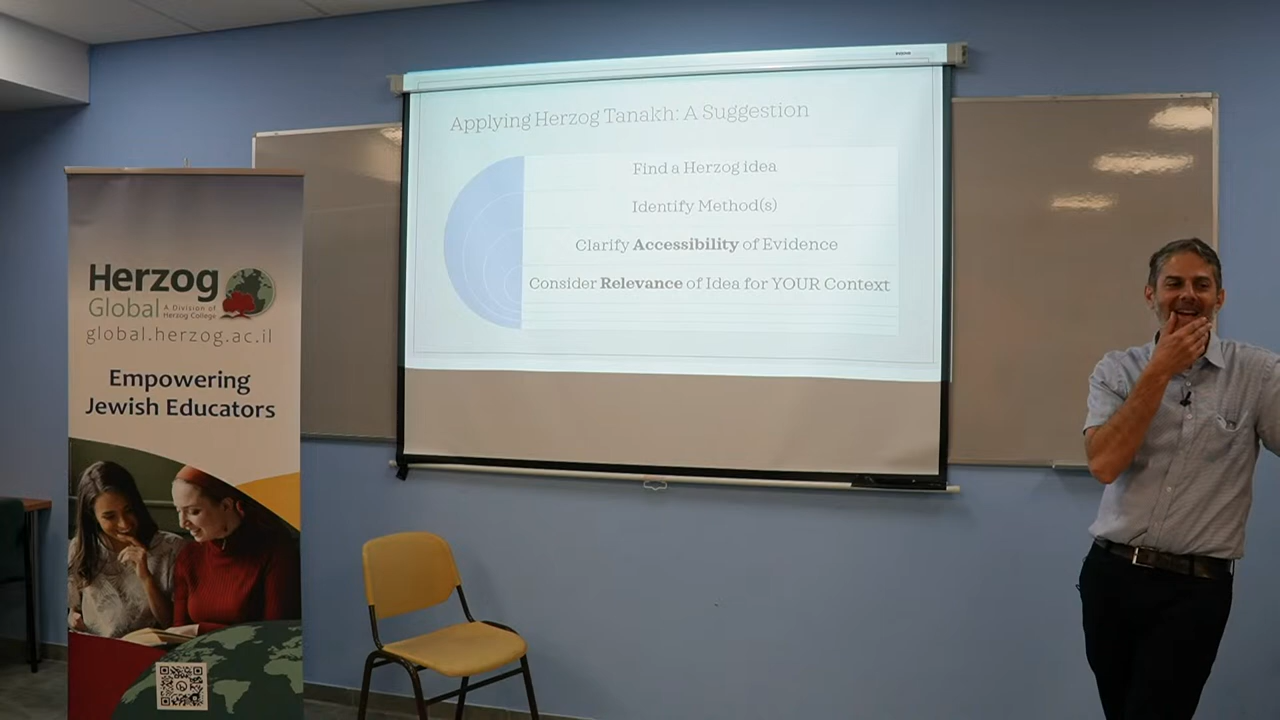 Applying Herzog Tanakh: A Suggestion
Find a Herzog idea
Identify Method(s)
Clarify Accessibility of Evidence
Consider Relevance of Idea for YOUR Context
Herzog
Global
A Division of
Herzog College
global.herzog.ac.il
Empowering
Jewish Educators